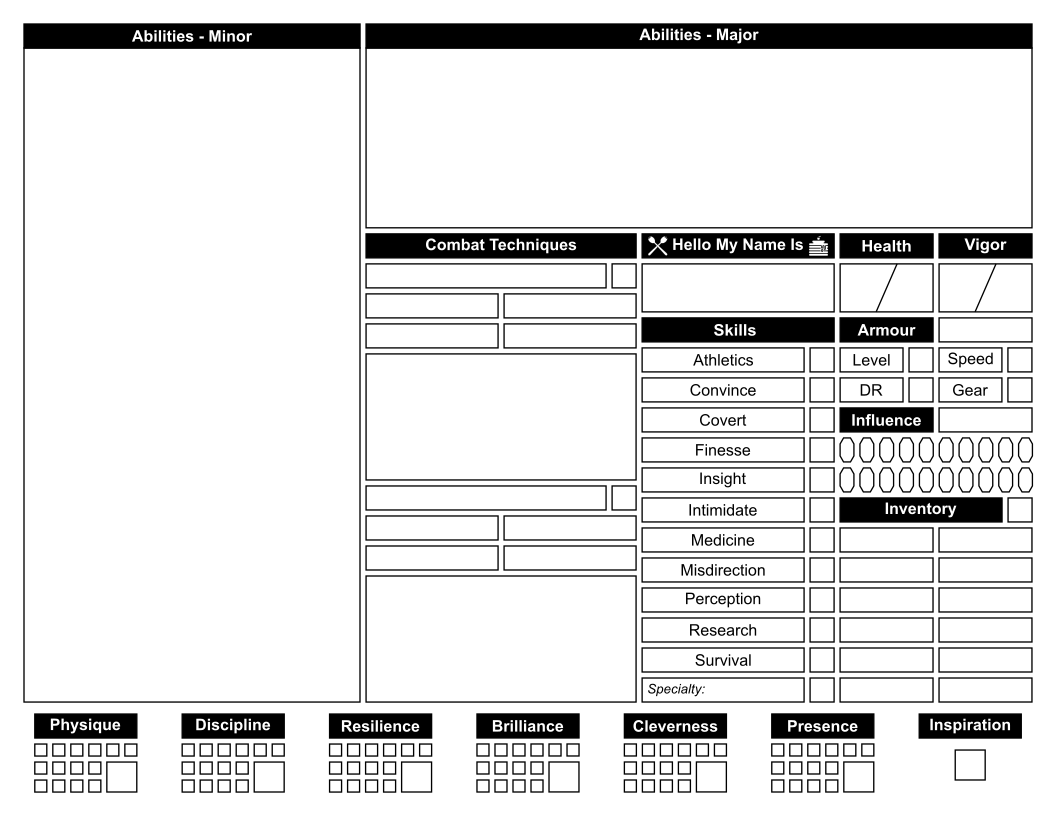 Abilities - Minor
Abilities - Major
Combat Techniques
Hello My Name Is
Health
Vigor
Skills
Armour
Athletics
Level
Speed
Convince
DR
Gear
Covert
Influence
Finesse
Insight
Intimidate
Inventory
Medicine
Misdirection
Perception
Research
Survival
Specialty:
Physique
Discipline
Resilience
Brilliance
Cleverness
Presence
Inspiration